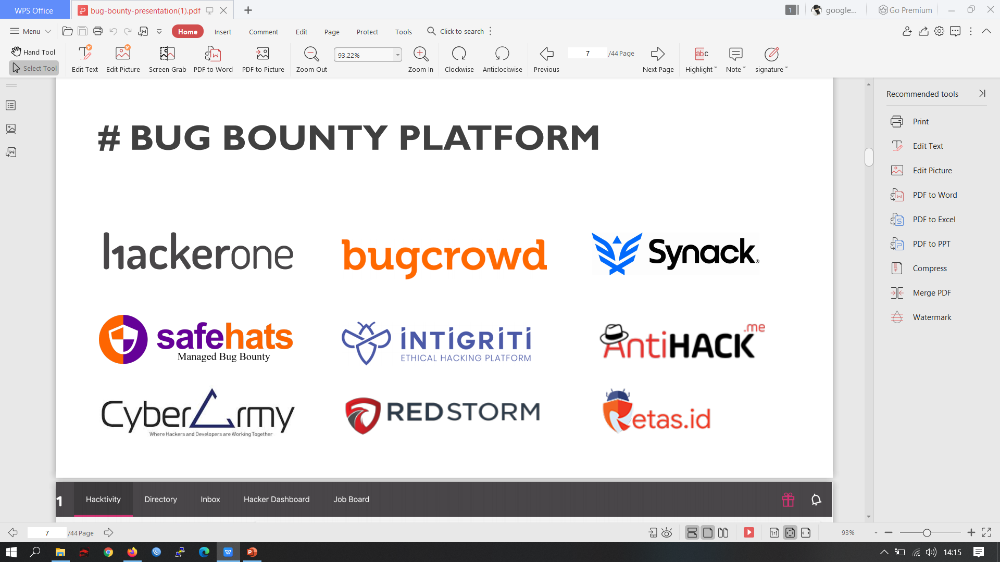 WPS Office
bug-bounty-presentation(1).pdf
1
google...
Go Premium
Menu
Home
Insert
Comment
Edit
Page
Protect
Tools
Click to search
Hand Tool
Select Tool
Edit Text
Edit Picture
Screen Grab
PDF to Word
PDF to Picture
Zoom Out
93.22%
Zoom In
Clockwise
Anticlockwise
Previous
7 /44 Page
Next Page
abc
Highlight
Note
signature
# BUG BOUNTY PLATFORM
hackerone
bugcrowd
Synack®
safehats
Managed Bug Bounty
INTIGRITI
ETHICAL HACKING PLATFORM
AntiHACK.me
CyberArmy
Where Hackers and Developers are Working Together
REDSTORM
Retas.id
1
Hacktivity
Directory
Inbox
Hacker Dashboard
Job Board
Recommended tools
Print
Edit Text
Edit Picture
PDF to Word
PDF to Excel
PDF to PPT
Compress
Merge PDF
Watermark
7 /44 Page
1:1
93%
14:15